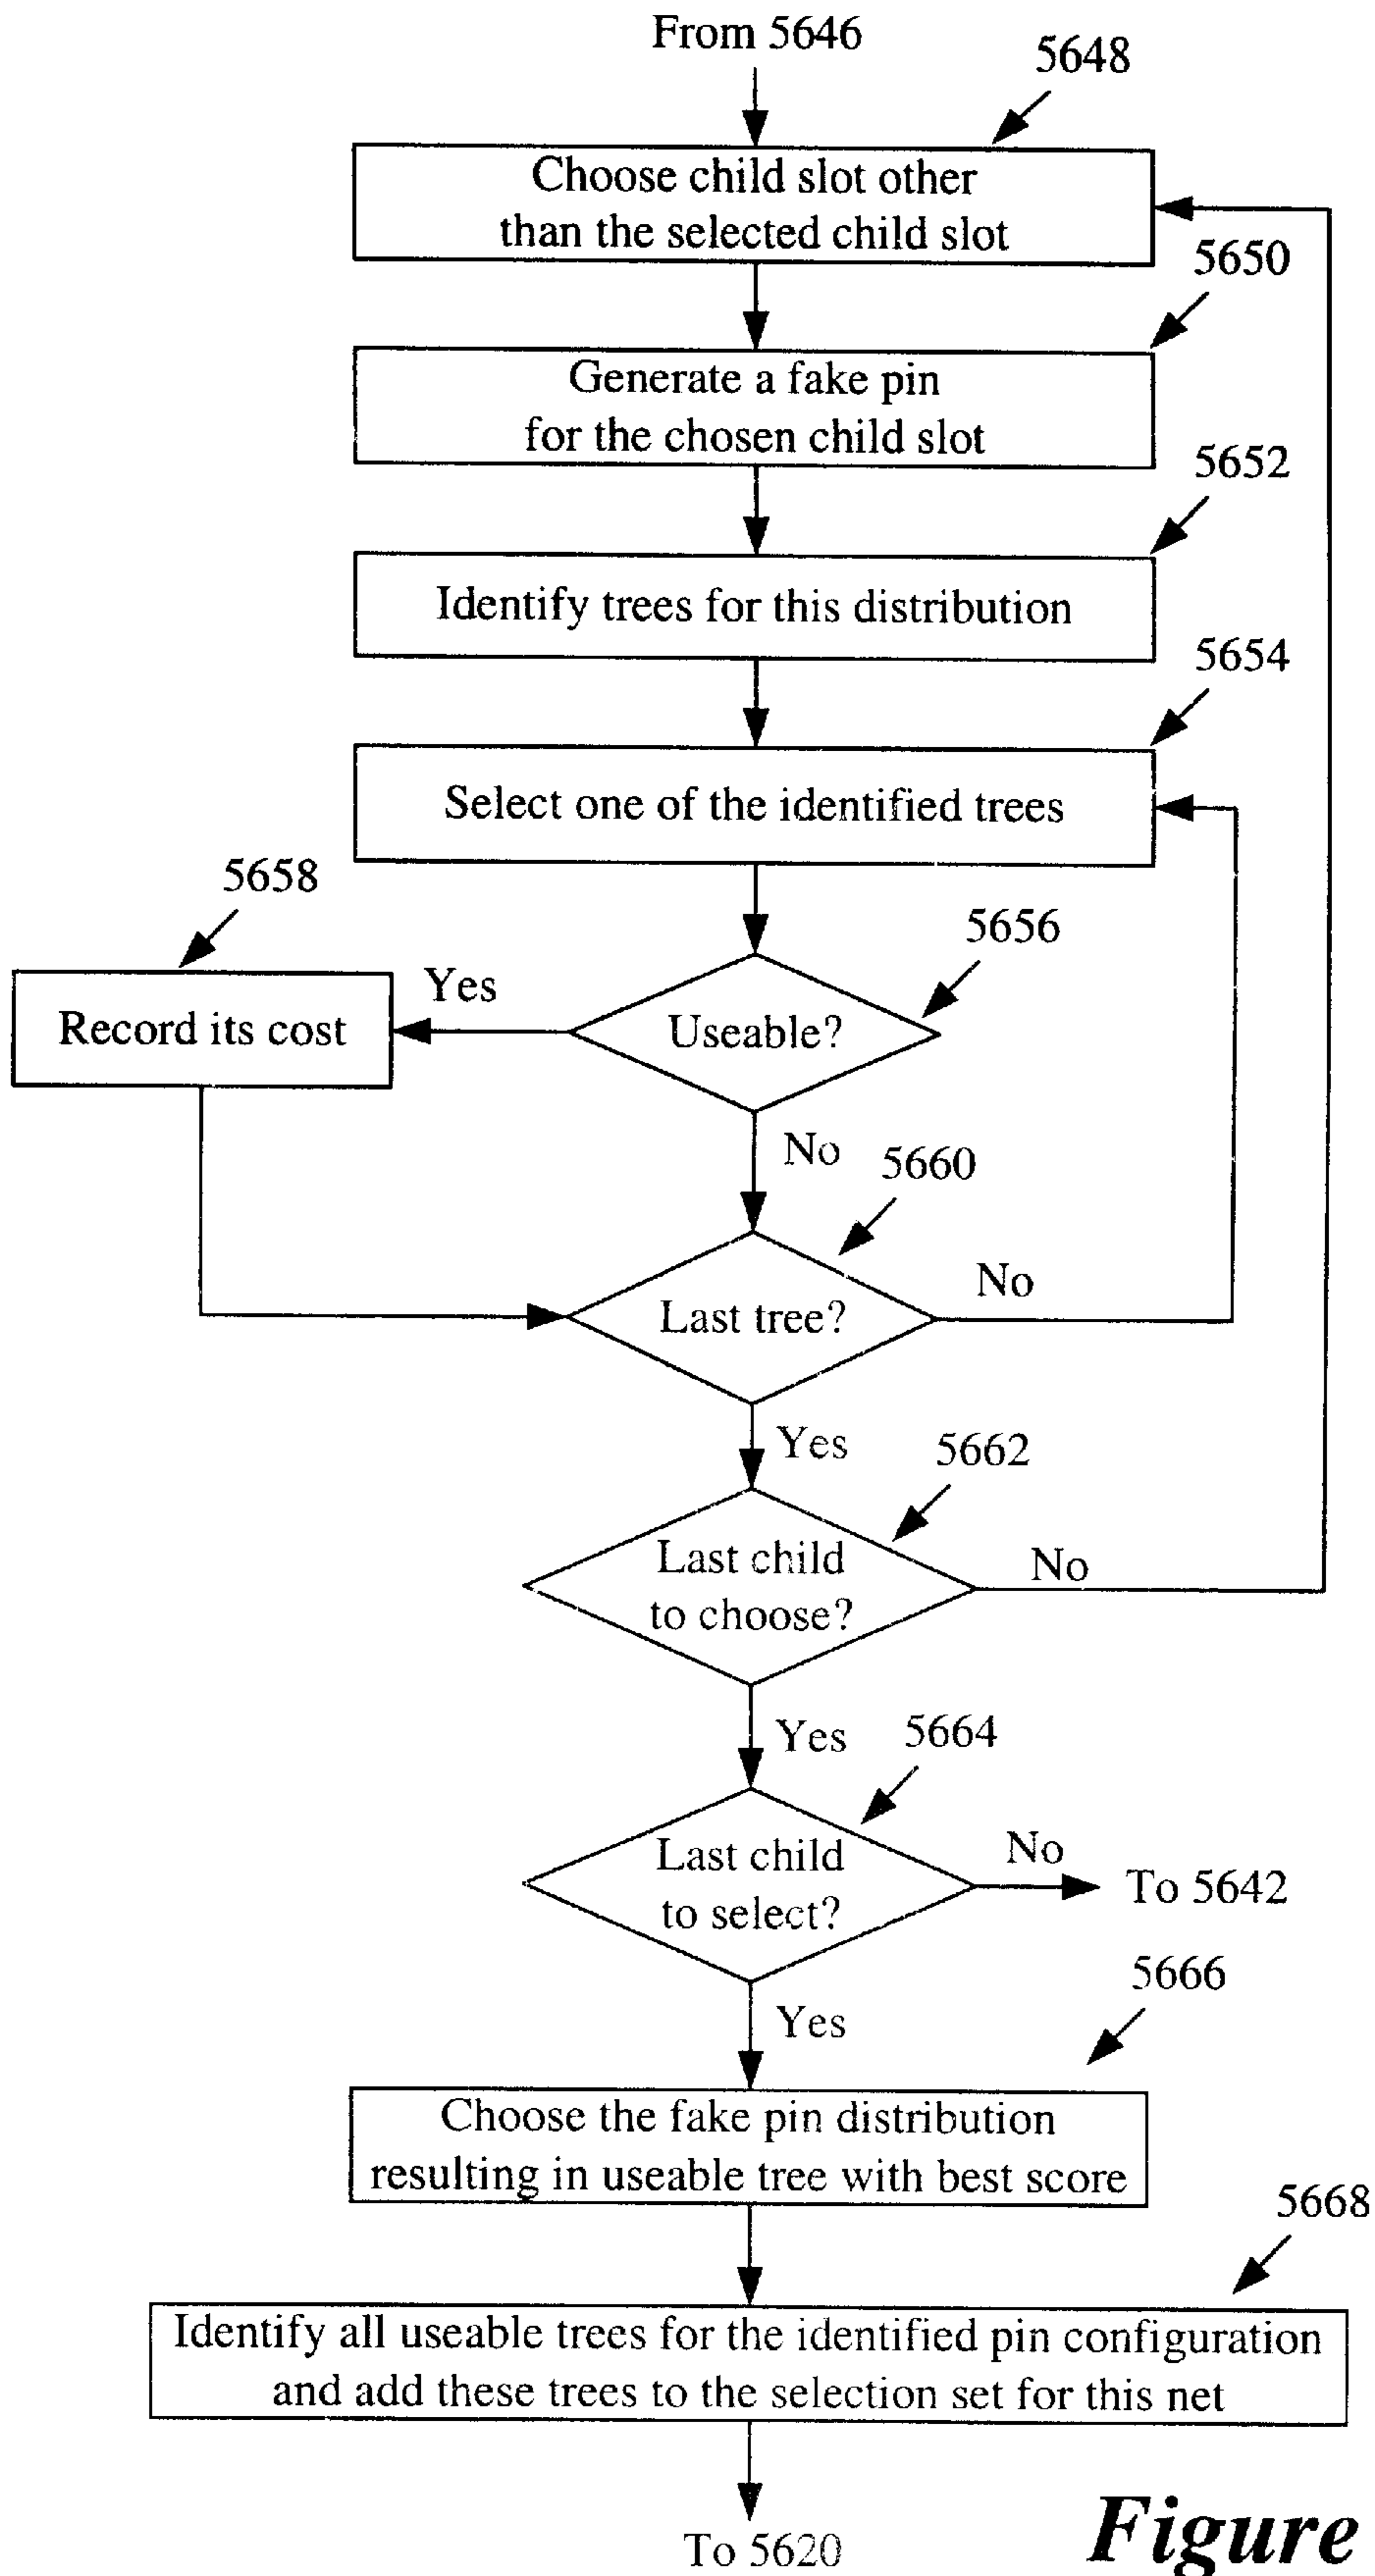 From 5646
5648
Choose child slot other
than the selected child slot
5650
Generate a fake pin
for the chosen child slot
5652
Identify trees for this distribution
5654
Select one of the identified trees
5658
5656
Yes
Record its cost
Useable?
No
5660
No
Last tree?
Yes
5662
Last child
to choose?
No
Yes
5664
Last child
to select?
No
To 5642
5666
Yes
Choose the fake pin distribution
resulting in useable tree with best score
5668
Identify all useable trees for the identified pin configuration
and add these trees to the selection set for this net
To 5620
Figure